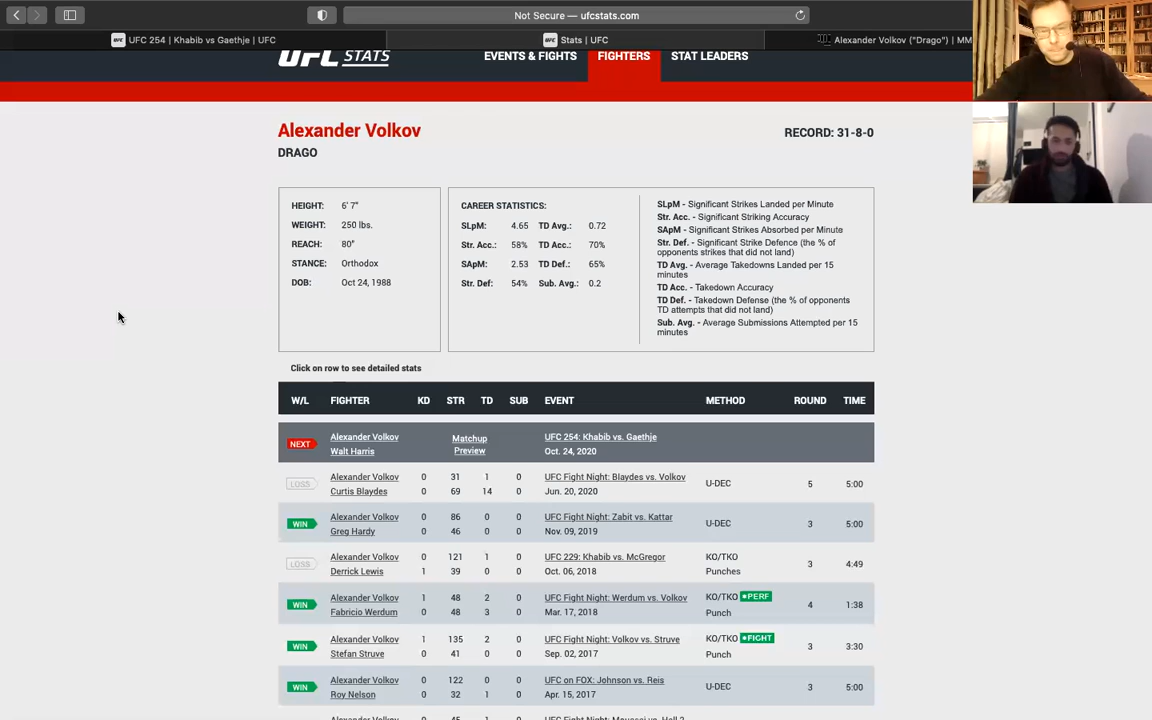 Not Secure — ufcstats.com
UFC 254 | Khabib vs Gaethje | UFC
Stats | UFC
Alexander Volkov ("Drago") | MM
UFC STATS
EVENTS & FIGHTS
FIGHTERS
STAT LEADERS
Alexander Volkov
RECORD: 31-8-0
DRAGO
HEIGHT: 6' 7"
WEIGHT: 250 lbs.
REACH: 80"
STANCE: Orthodox
DOB: Oct 24, 1988
CAREER STATISTICS:
SLpM: 4.65 TD Avg.: 0.72
Str. Acc.: 58% TD Acc.: 70%
SApM: 2.53 TD Def.: 65%
Str. Def: 54% Sub. Avg.: 0.2
SLpM - Significant Strikes Landed per Minute
Str. Acc. - Significant Striking Accuracy
SApM - Significant Strikes Absorbed per Minute
Str. Def. - Significant Strike Defence (the % of
opponents strikes that did not land)
TD Avg. - Average Takedowns Landed per 15
minutes
TD Acc. - Takedown Accuracy
TD Def. - Takedown Defense (the % of opponents
TD attempts that did not land)
Sub. Avg. - Average Submissions Attempted per 15
minutes
Click on row to see detailed stats
W/L FIGHTER KD STR TD SUB EVENT METHOD ROUND TIME
NEXT
Alexander Volkov Matchup UFC 254: Khabib vs. Gaethje
Walt Harris Preview Oct. 24, 2020
LOSS
Alexander Volkov 0 31 1 0 UFC Fight Night: Blaydes vs. Volkov U-DEC 5 5:00
Curtis Blaydes 0 69 14 0 Jun. 20, 2020
WIN
Alexander Volkov 0 86 0 0 UFC Fight Night: Zabit vs. Kattar U-DEC 3 5:00
Greg Hardy 0 46 0 0 Nov. 09, 2019
LOSS
Alexander Volkov 0 121 1 0 UFC 229: Khabib vs. McGregor KO/TKO 3 4:49
Derrick Lewis 1 39 0 0 Oct. 06, 2018 Punches
WIN
Alexander Volkov 1 48 2 0 UFC Fight Night: Werdum vs. Volkov KO/TKO PERF 4 1:38
Fabricio Werdum 0 48 3 0 Mar. 17, 2018 Punch
WIN
Alexander Volkov 1 135 2 0 UFC Fight Night: Volkov vs. Struve KO/TKO FIGHT 3 3:30
Stefan Struve 0 41 0 0 Sep. 02, 2017 Punch
WIN
Alexander Volkov 0 122 0 0 UFC on FOX: Johnson vs. Reis U-DEC 3 5:00
Roy Nelson 0 32 1 0 Apr. 15, 2017